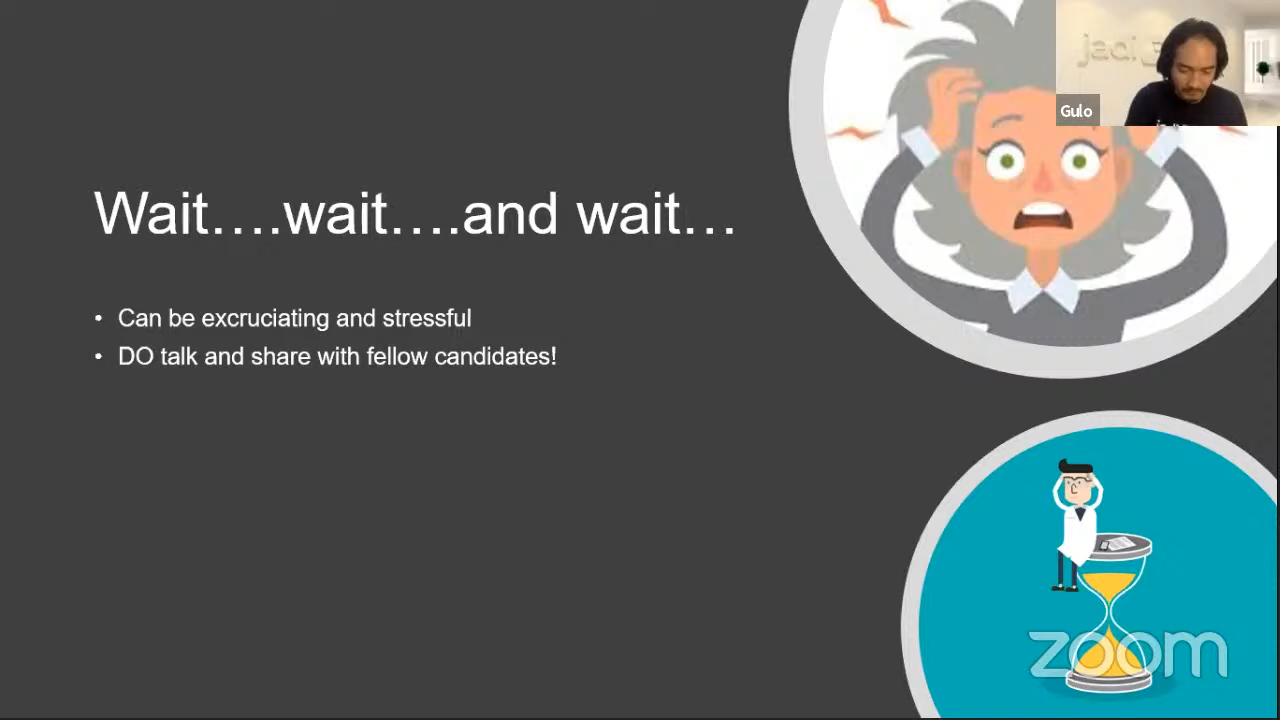 Gulo
Wait….wait….and wait…
• Can be excruciating and stressful
• DO talk and share with fellow candidates!
zoom